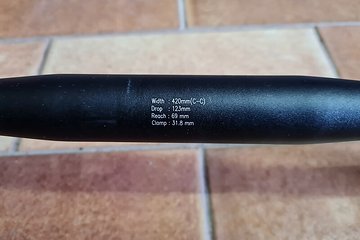 Width : 420mm(C-C)
Drop : 123mm
Reach : 69 mm
Clamp : 31.8 mm